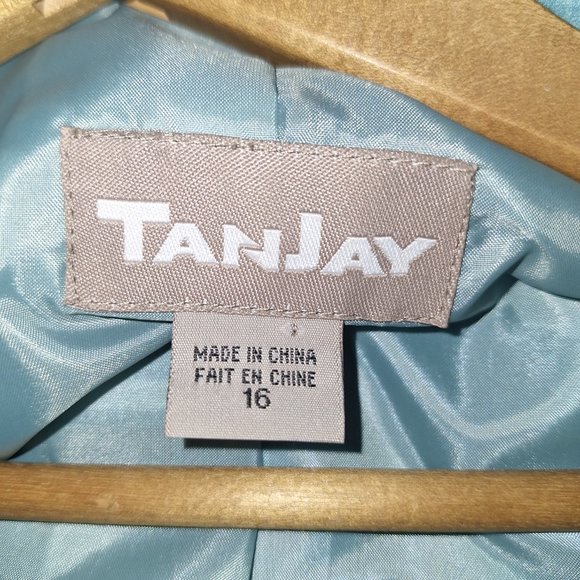 TANJAY
MADE IN CHINA
FAIT EN CHINE
16